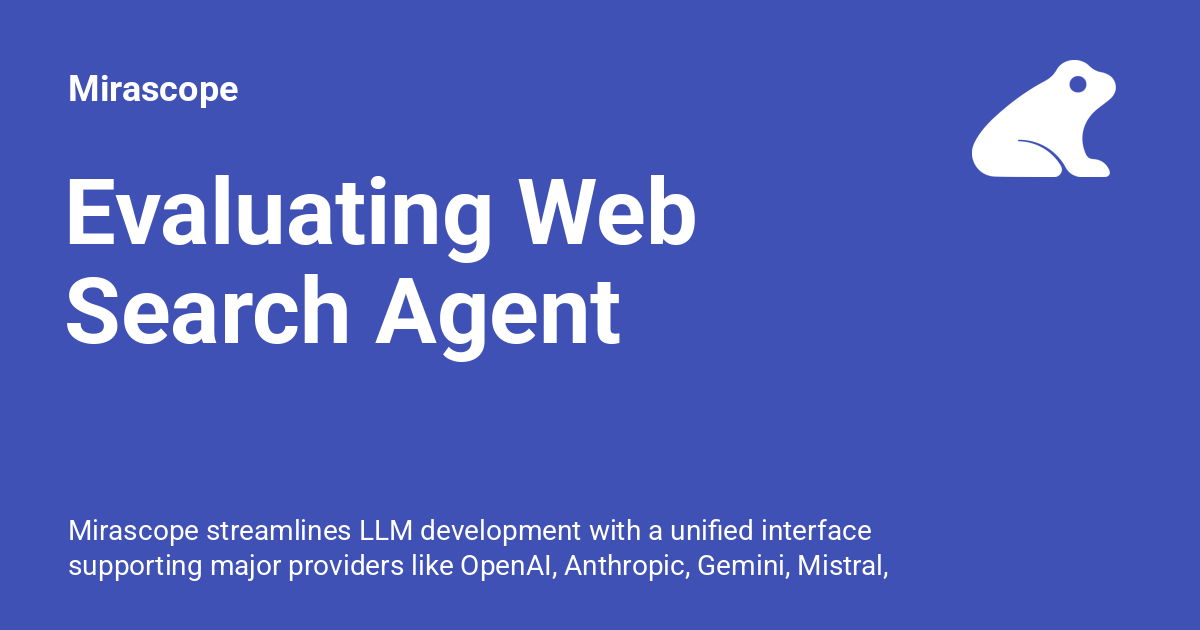 Mirascope
Evaluating Web
Search Agent
Mirascope streamlines LLM development with a unified interface
supporting major providers like OpenAI, Anthropic, Gemini, Mistral,